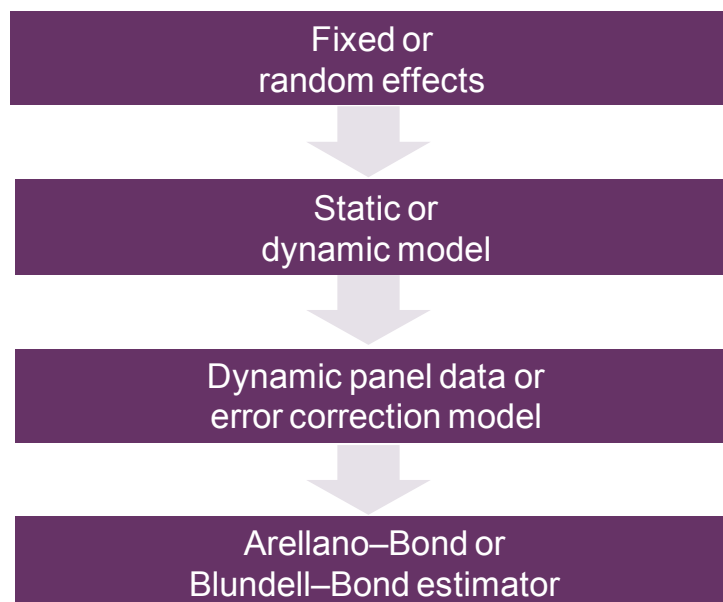 Fixed or
random effects
Static or
dynamic model
Dynamic panel data or
error correction model
Arellano–Bond or
Blundell–Bond estimator